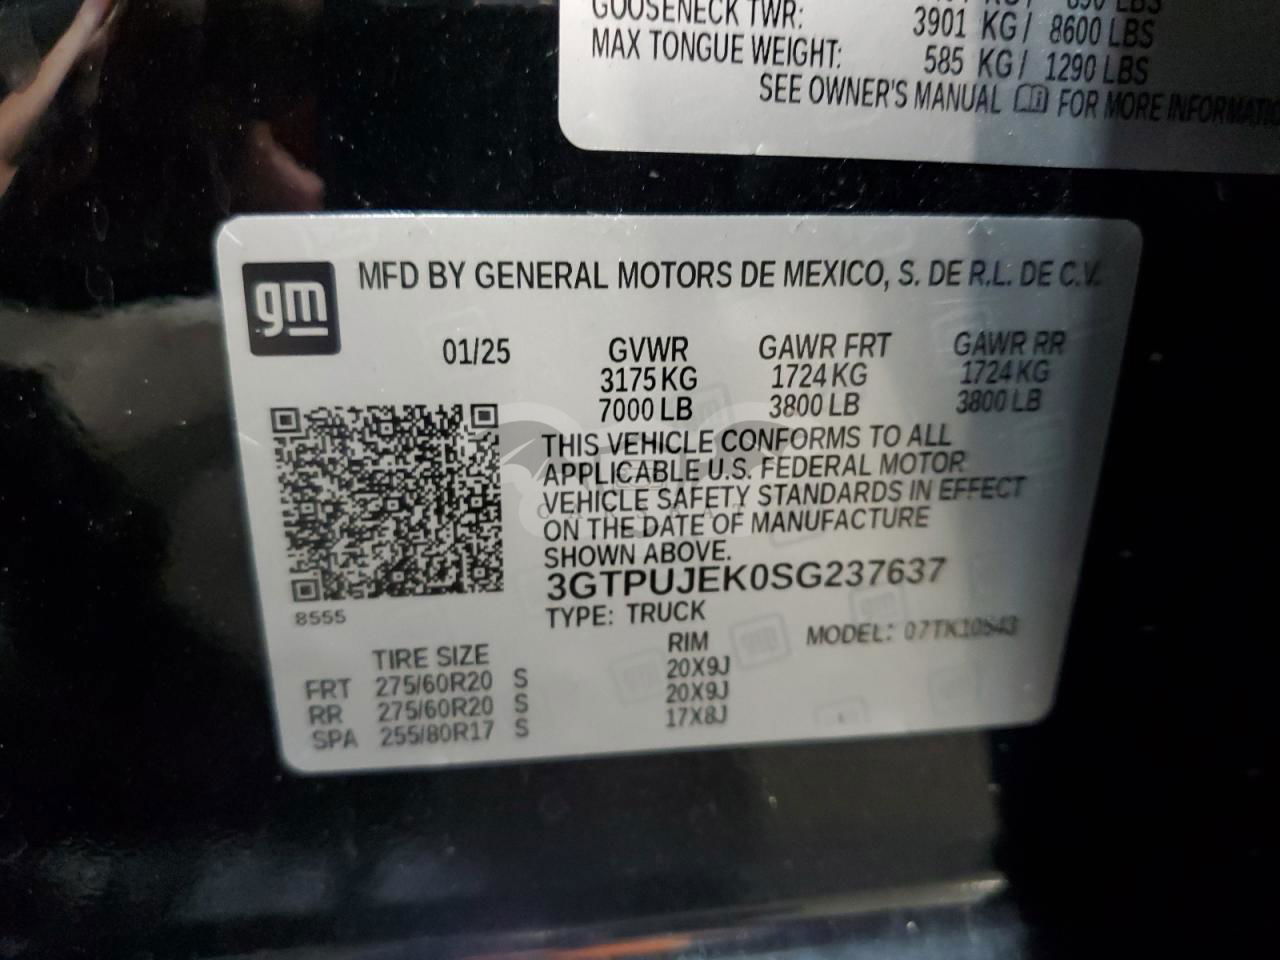 GOOSENECK TWR: 3901 KG/ 8600 LBS
MAX TONGUE WEIGHT: 585 KG/ 1290 LBS
SEE OWNER'S MANUAL FOR MORE INFORMATIO
gm
MFD BY GENERAL MOTORS DE MEXICO, S. DE R.L. DE C.V.
01/25 GVWR GAWR FRT GAWR RR
3175 KG 1724 KG 1724 KG
7000 LB 3800 LB 3800 LB
THIS VEHICLE CONFORMS TO ALL
APPLICABLE U.S. FEDERAL MOTOR
VEHICLE SAFETY STANDARDS IN EFFECT
ON THE DATE OF MANUFACTURE
SHOWN ABOVE.
3GTPUJEK0SG237637
8555
TYPE: TRUCK
MODEL: 07TK10543
TIRE SIZE RIM
FRT 275/60R20 S 20X9J
RR 275/60R20 S 20X9J
SPA 255/80R17 S 17X8J